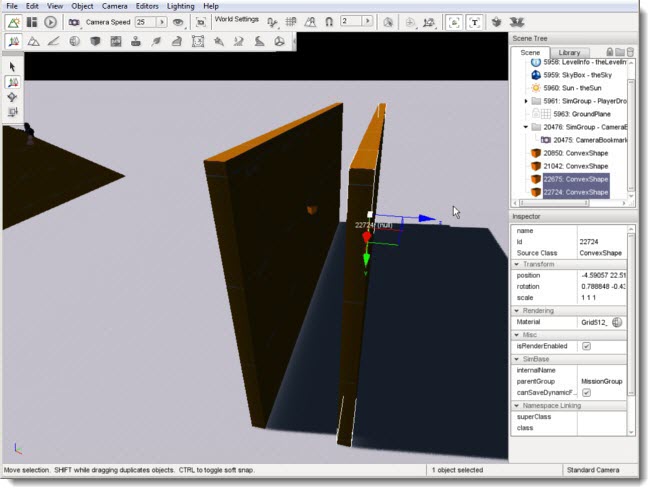 File Edit View Object Camera Editors Lighting Help
Camera Speed 25 World Settings 2
Scene Tree
Scene Library
5958: LevelInfo - theLevelIn
5959: SkyBox - theSky
5960: Sun - theSun
5961: SimGroup - PlayerDro
5963: GroundPlane
20476: SimGroup - CameraB
20475: CameraBookmark
20850: ConvexShape
21042: ConvexShape
22675: ConvexShape
22724: ConvexShape
Inspector
name
Id 22724
Source Class ConvexShape
Transform
position -4.59057 22.51
rotation 0.788848 -0.43
scale 1 1 1
Rendering
Material Grid512_
Misc
isRenderEnabled
SimBase
internalName
parentGroup MissionGroup
canSaveDynamicF...
Namespace Linking
superClass
class
22724: (null)
Move selection. SHIFT while dragging duplicates objects. CTRL to toggle soft snap. 1 object selected Standard Camera